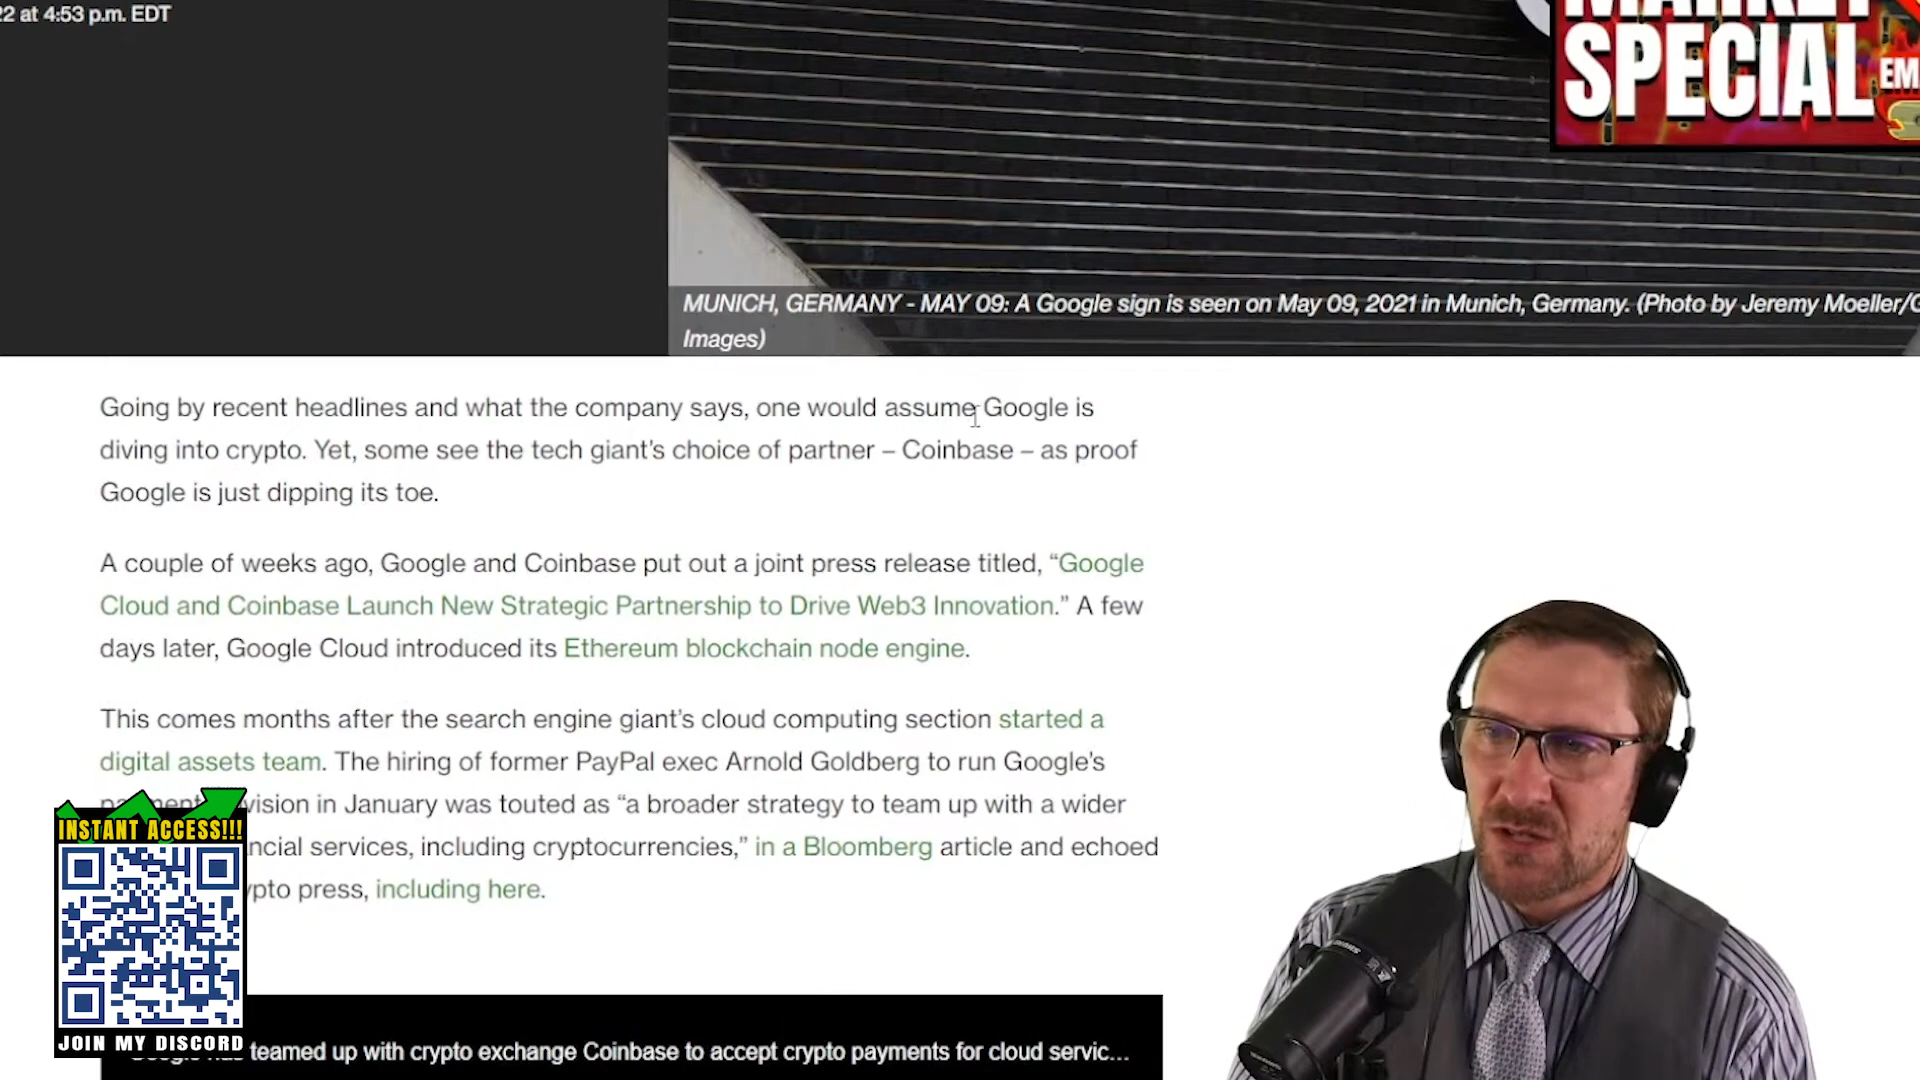 22 at 4:53 p.m. EDT
SPECIAL
EM
MUNICH, GERMANY - MAY 09: A Google sign is seen on May 09, 2021 in Munich, Germany. (Photo by Jeremy Moeller/G
Images)
Going by recent headlines and what the company says, one would assume Google is
diving into crypto. Yet, some see the tech giant's choice of partner – Coinbase – as proof
Google is just dipping its toe.
A couple of weeks ago, Google and Coinbase put out a joint press release titled, “Google
Cloud and Coinbase Launch New Strategic Partnership to Drive Web3 Innovation.” A few
days later, Google Cloud introduced its Ethereum blockchain node engine.
This comes months after the search engine giant's cloud computing section started a
digital assets team. The hiring of former PayPal exec Arnold Goldberg to run Google's
vision in January was touted as “a broader strategy to team up with a wider
ncial services, including cryptocurrencies,” in a Bloomberg article and echoed
ypto press, including here.
INSTANT ACCESS!!!
JOIN MY DISCORD
teamed up with crypto exchange Coinbase to accept crypto payments for cloud servic...